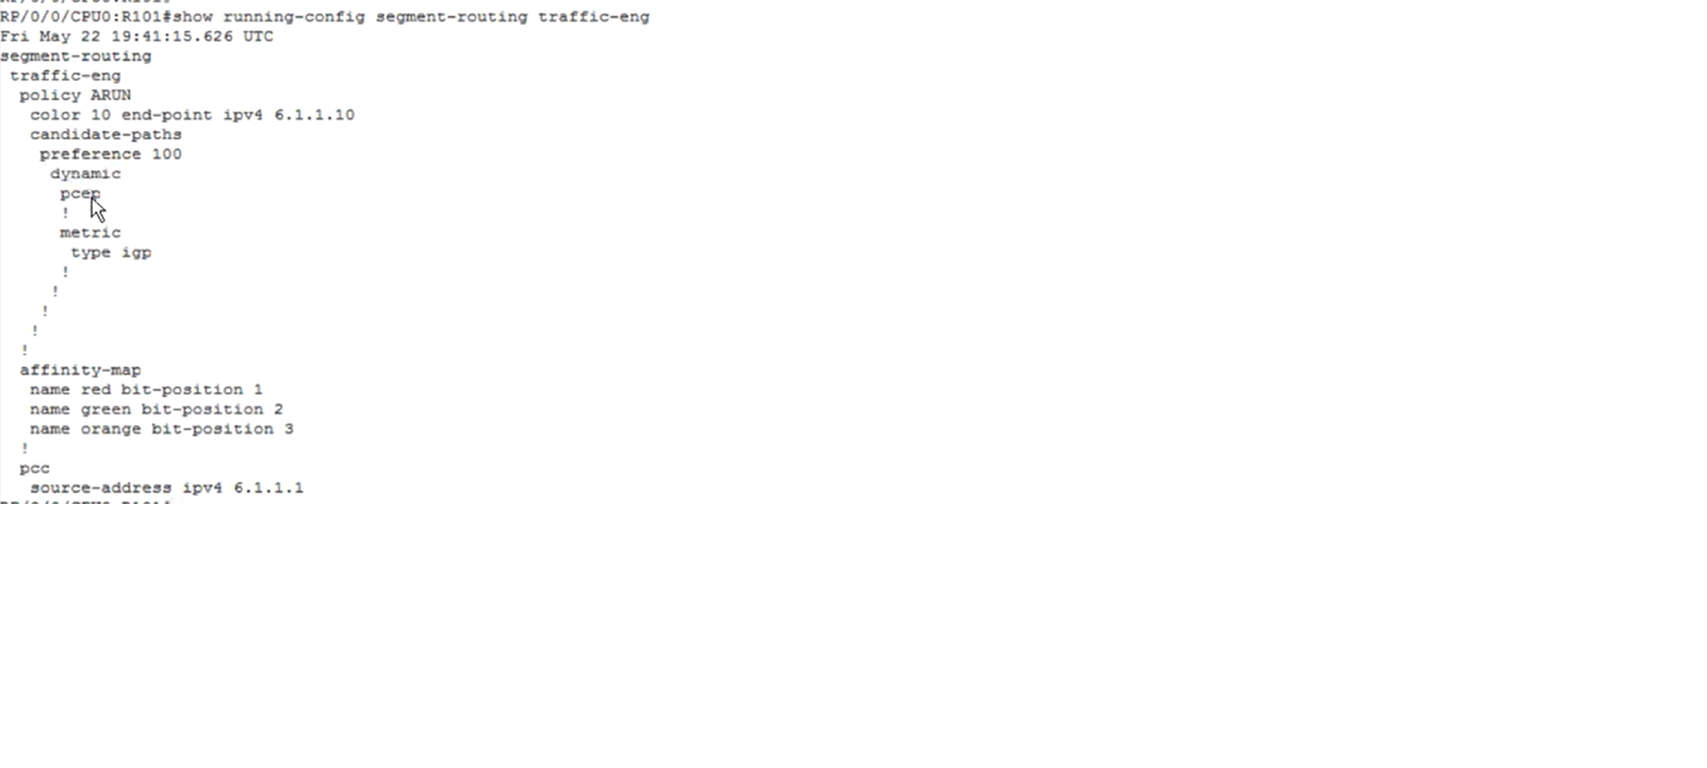 RP/0/0/CPU0:R101#show running-config segment-routing traffic-eng
Fri May 22 19:41:15.626 UTC
segment-routing
traffic-eng
policy ARUN
color 10 end-point ipv4 6.1.1.10
candidate-paths
preference 100
dynamic
pcep
!
metric
type igp
!
!
!
!
!
affinity-map
name red bit-position 1
name green bit-position 2
name orange bit-position 3
!
pcc
source-address ipv4 6.1.1.1